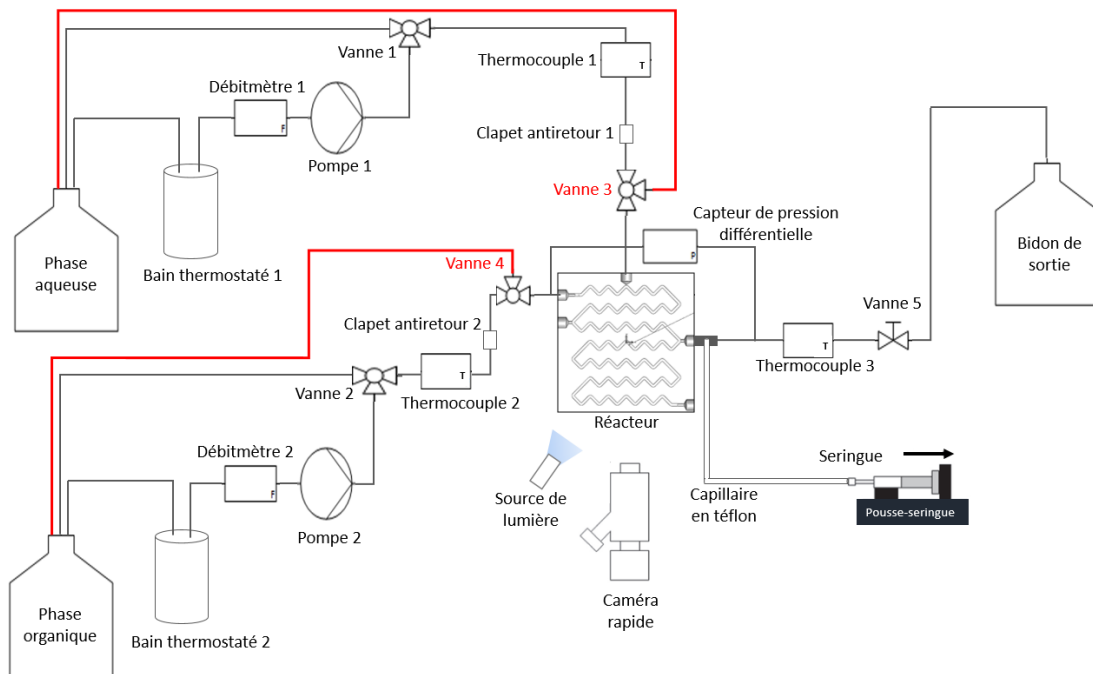 Vanne 1
Thermocouple 1
T
Débitmètre 1
F
Pompe 1
Clapet antiretour 1
Vanne 3
Phase
aqueuse
Bain thermostaté 1
Capteur de pression
différentielle
P
Bidon de
sortie
Vanne 4
Vanne 5
Clapet antiretour 2
T
Thermocouple 2
Vanne 2
T
Thermocouple 3
Réacteur
Débitmètre 2
F
Pompe 2
Source de
lumière
Capillaire
en téflon
Seringue
Pousse-seringue
Phase
organique
Bain thermostaté 2
Caméra
rapide